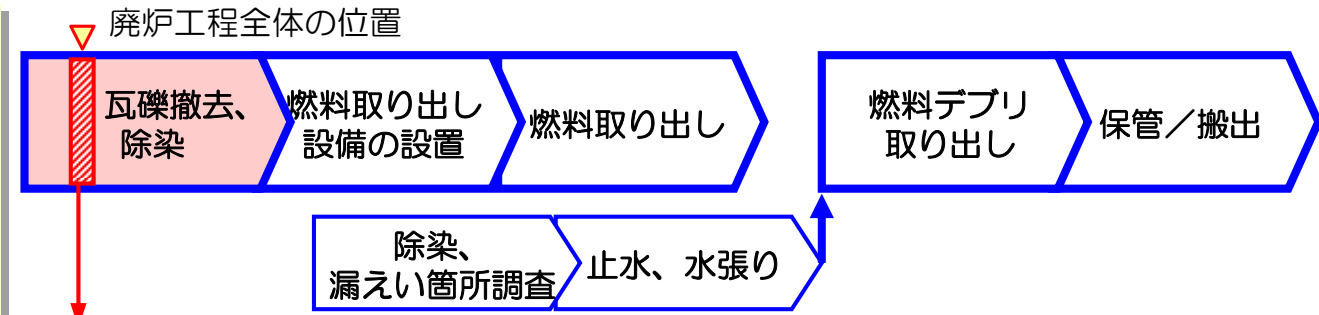 廃炉工程全体の位置
瓦礫撤去、
除染
燃料取り出し
設備の設置
燃料取り出し
燃料デブリ
取り出し
保管／搬出
除染、
漏えい箇所調査
止水、水張り